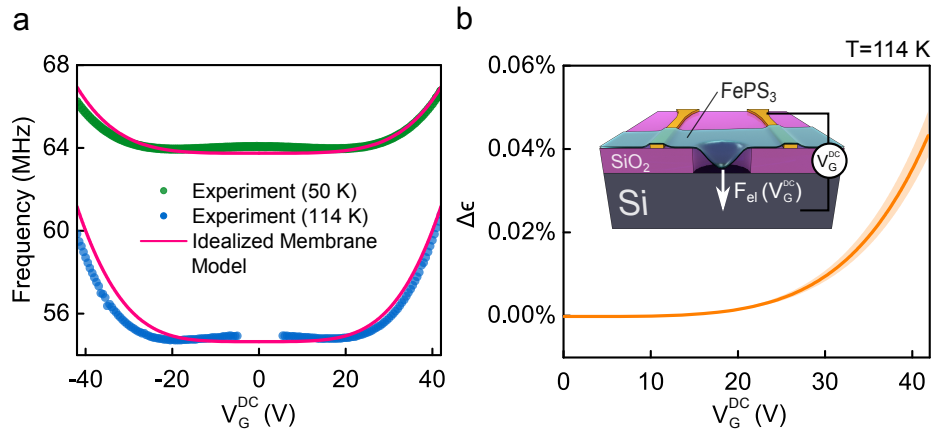 a
68
64
60
56
Frequency (MHz)
Experiment (50 K)
Experiment (114 K)
Idealized Membrane
Model
-40
-20
0
20
40
V_G^DC (V)
b
T=114 K
0.06%
0.04%
0.02%
0.00%
Δϵ
FePS₃
SiO₂
Si
F_el (V_G^DC)
V_G^DC
0
10
20
30
40
V_G^DC (V)